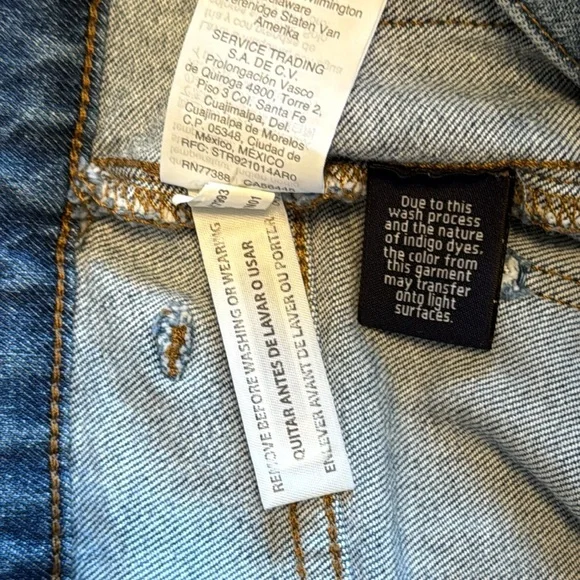 Wilmington
Delaware
Verenidge Staten Van
Amerika
SERVICE TRADING
S.A. DE C.V.
Prolongación Vasco
de Quiroga 4800, Torre 2,
Piso 3 Col. Santa Fe
Cuajimalpa, Del.
Cuajimalpa de Morelos
C.P. 05348, Ciudad de
México, MEXICO
RFC: STR921014AR0
RN77388 CA56448
N01
REMOVE BEFORE WASHING OR WEARING
QUITAR ANTES DE LAVAR O USAR
ENLEVER AVANT DE LAVER OU PORTER
Due to this
wash process
and the nature
of indigo dyes,
the color from
this garment
may transfer
onto light
surfaces.